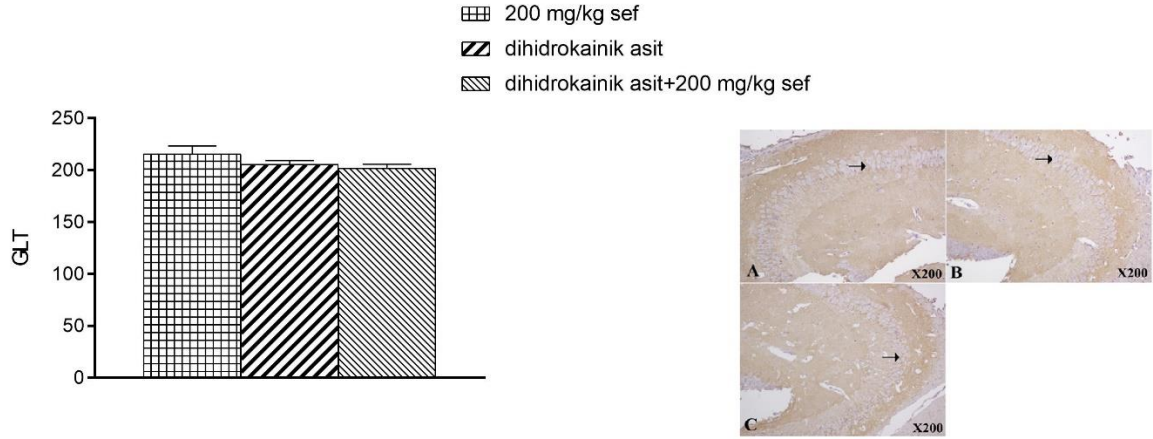 200 mg/kg sef
dihidrokainik asit
dihidrokainik asit+200 mg/kg sef
250
200
150
100
50
0
GLT
A
X200
B
X200
C
X200